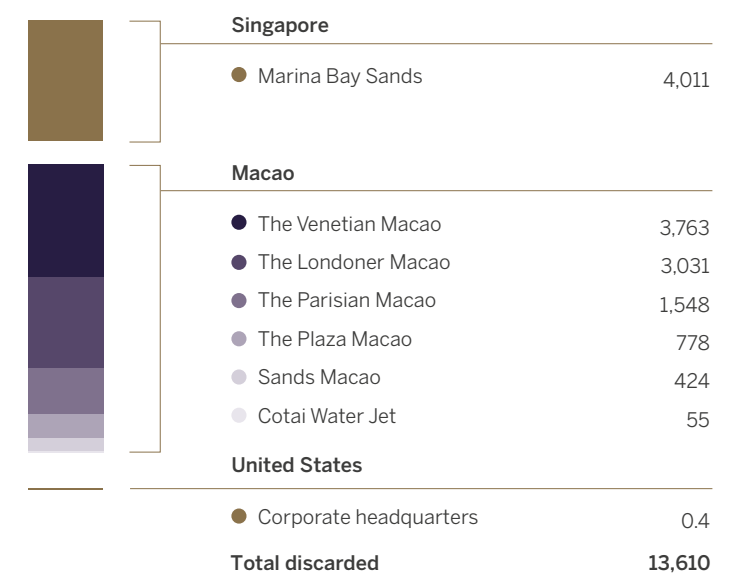 Singapore
Marina Bay Sands 4,011
Macao
The Venetian Macao 3,763
The Londoner Macao 3,031
The Parisian Macao 1,548
The Plaza Macao 778
Sands Macao 424
Cotai Water Jet 55
United States
Corporate headquarters 0.4
Total discarded 13,610